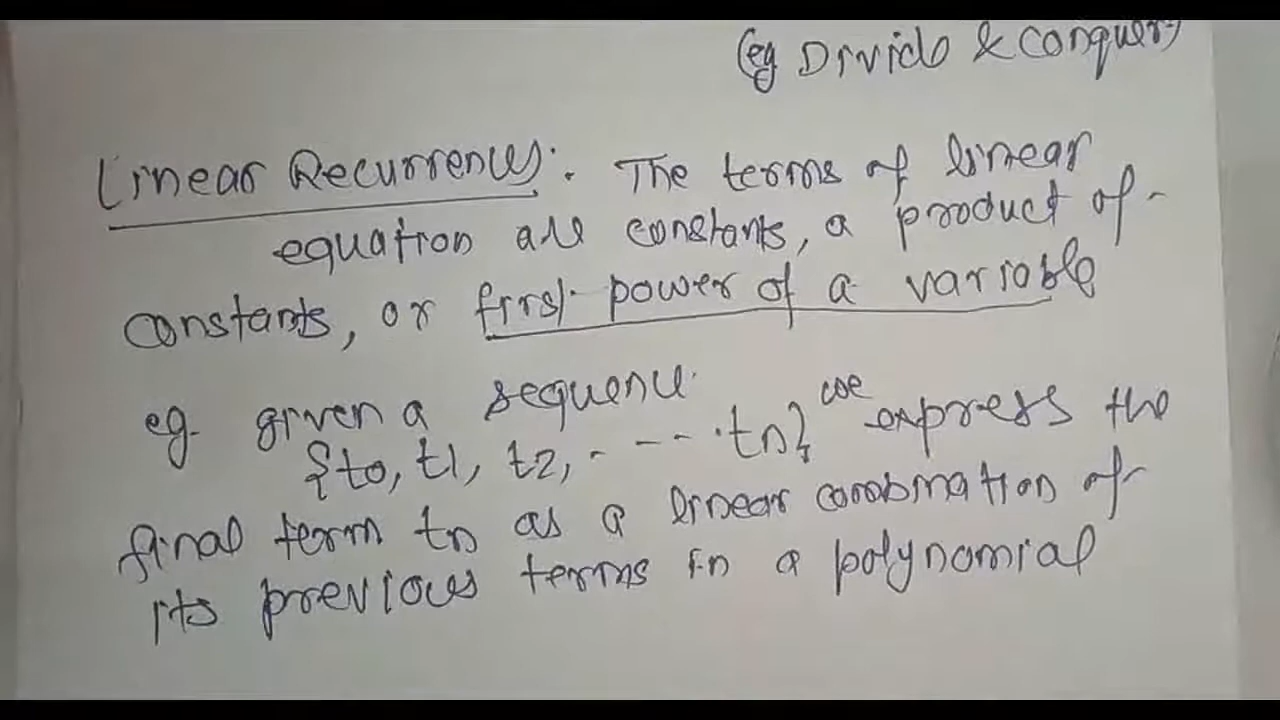 (eg Divide & conquer)
Linear Recurrences: The terms of linear
equation are constants, a product of
constants, or first power of a variable
eg. given a sequence
{t0, t1, t2, - --- . tn} we express the
final term tn as a linear combination of
its previous terms in a polynomial